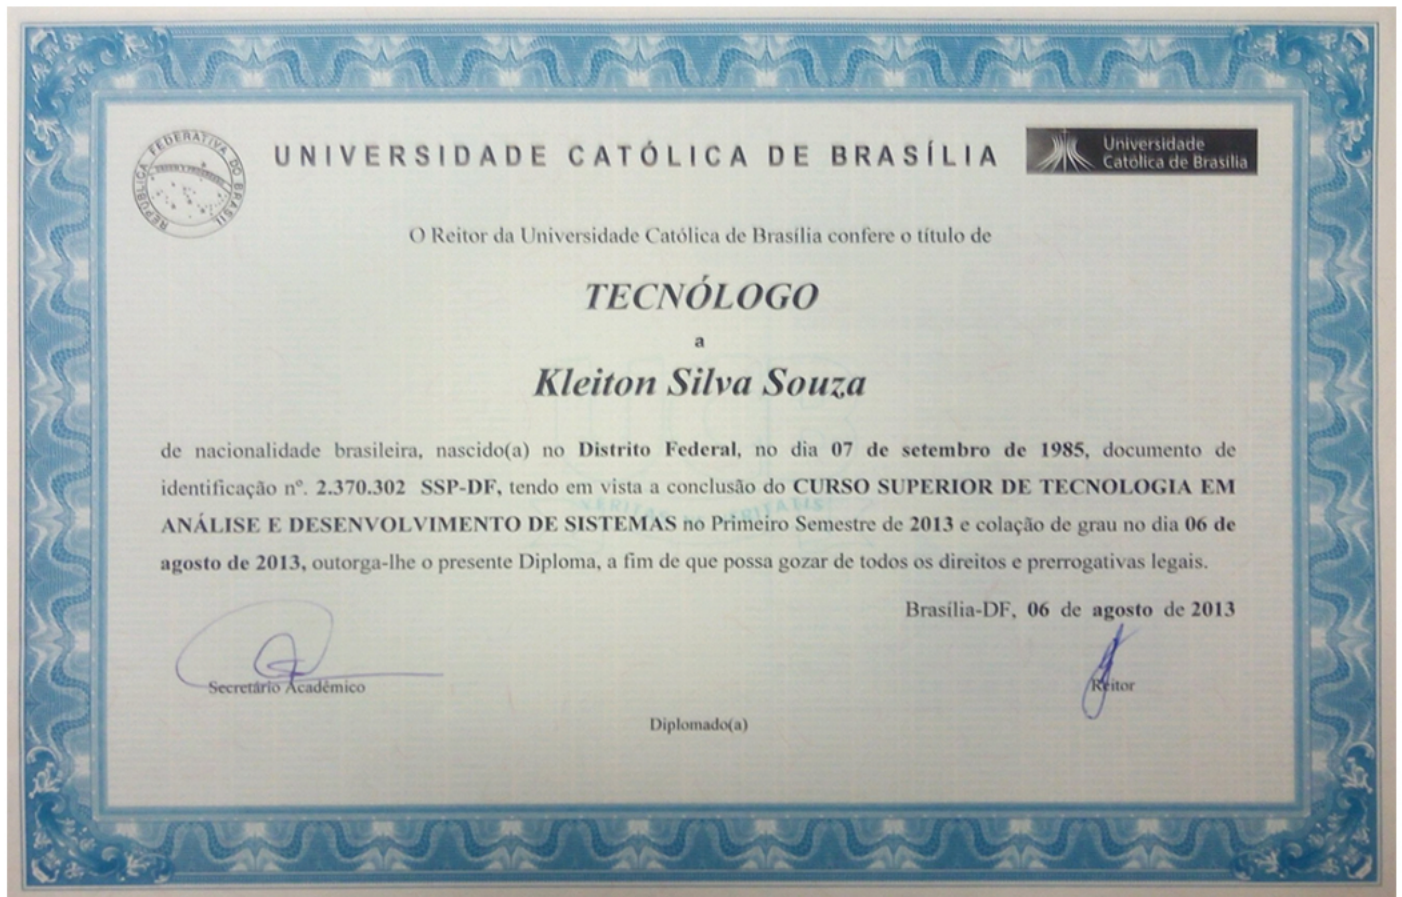 REPÚBLICA FEDERATIVA DO BRASIL
UNIVERSIDADE CATÓLICA DE BRASÍLIA
Universidade
Católica de Brasília
O Reitor da Universidade Católica de Brasília confere o título de
TECNÓLOGO
a
Kleiton Silva Souza
de nacionalidade brasileira, nascido(a) no Distrito Federal, no dia 07 de setembro de 1985, documento de
identificação nº. 2.370.302 SSP-DF, tendo em vista a conclusão do CURSO SUPERIOR DE TECNOLOGIA EM
ANÁLISE E DESENVOLVIMENTO DE SISTEMAS no Primeiro Semestre de 2013 e colação de grau no dia 06 de
agosto de 2013, outorga-lhe o presente Diploma, a fim de que possa gozar de todos os direitos e prerrogativas legais.
Brasília-DF, 06 de agosto de 2013
Secretário Acadêmico
Reitor
Diplomado(a)